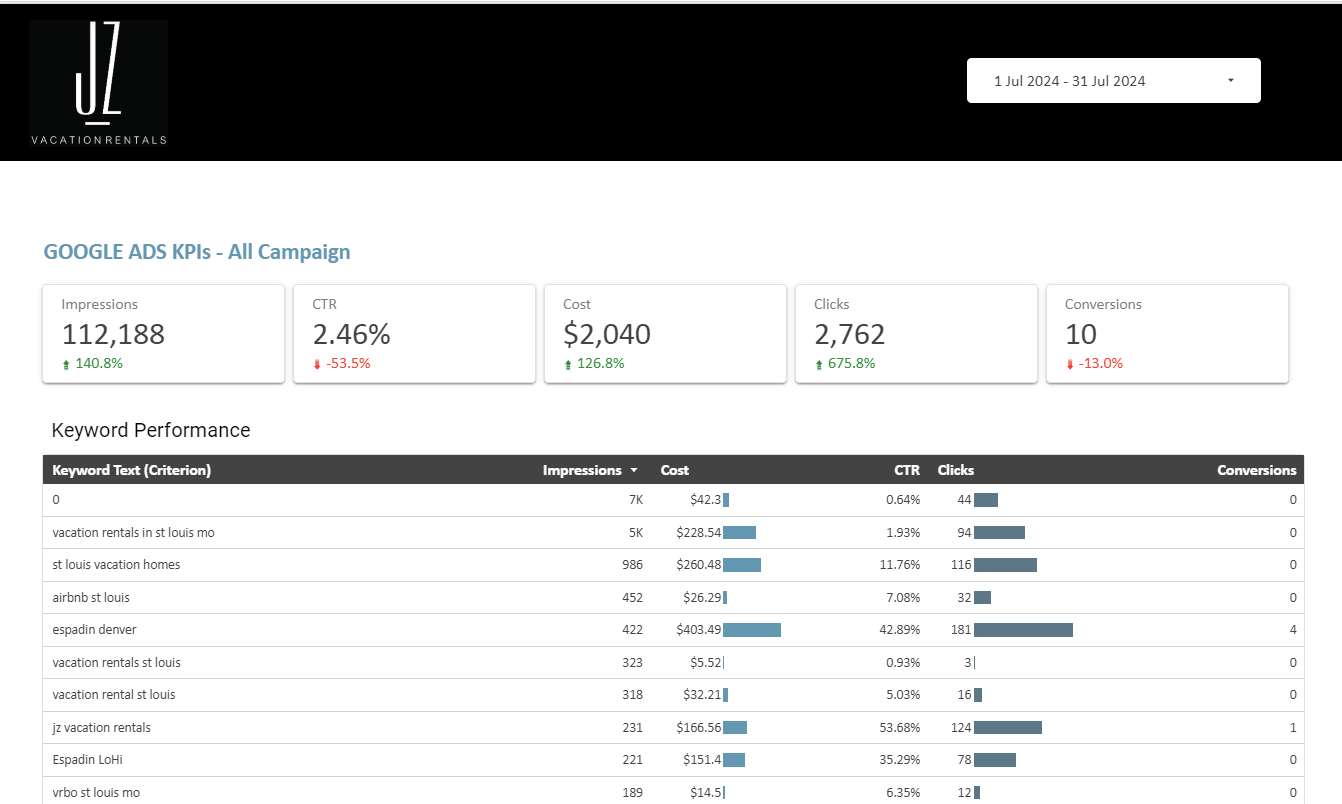 JZ
VACATION RENTALS
1 Jul 2024 - 31 Jul 2024
GOOGLE ADS KPIs - All Campaign
Impressions CTR Cost Clicks Conversions
112,188 2.46% $2,040 2,762 10
140.8% -53.5% 126.8% 675.8% -13.0%
Keyword Performance
Keyword Text (Criterion) Impressions Cost CTR Clicks Conversions
0 7K $42.3 0.64% 44 0
vacation rentals in st louis mo 5K $228.54 1.93% 94 0
st louis vacation homes 986 $260.48 11.76% 116 0
airbnb st louis 452 $26.29 7.08% 32 0
espadin denver 422 $403.49 42.89% 181 4
vacation rentals st louis 323 $5.52 0.93% 3 0
vacation rental st louis 318 $32.21 5.03% 16 0
jz vacation rentals 231 $166.56 53.68% 124 1
Espadin LoHi 221 $151.4 35.29% 78 0
vrbo st louis mo 189 $14.5 6.35% 12 0